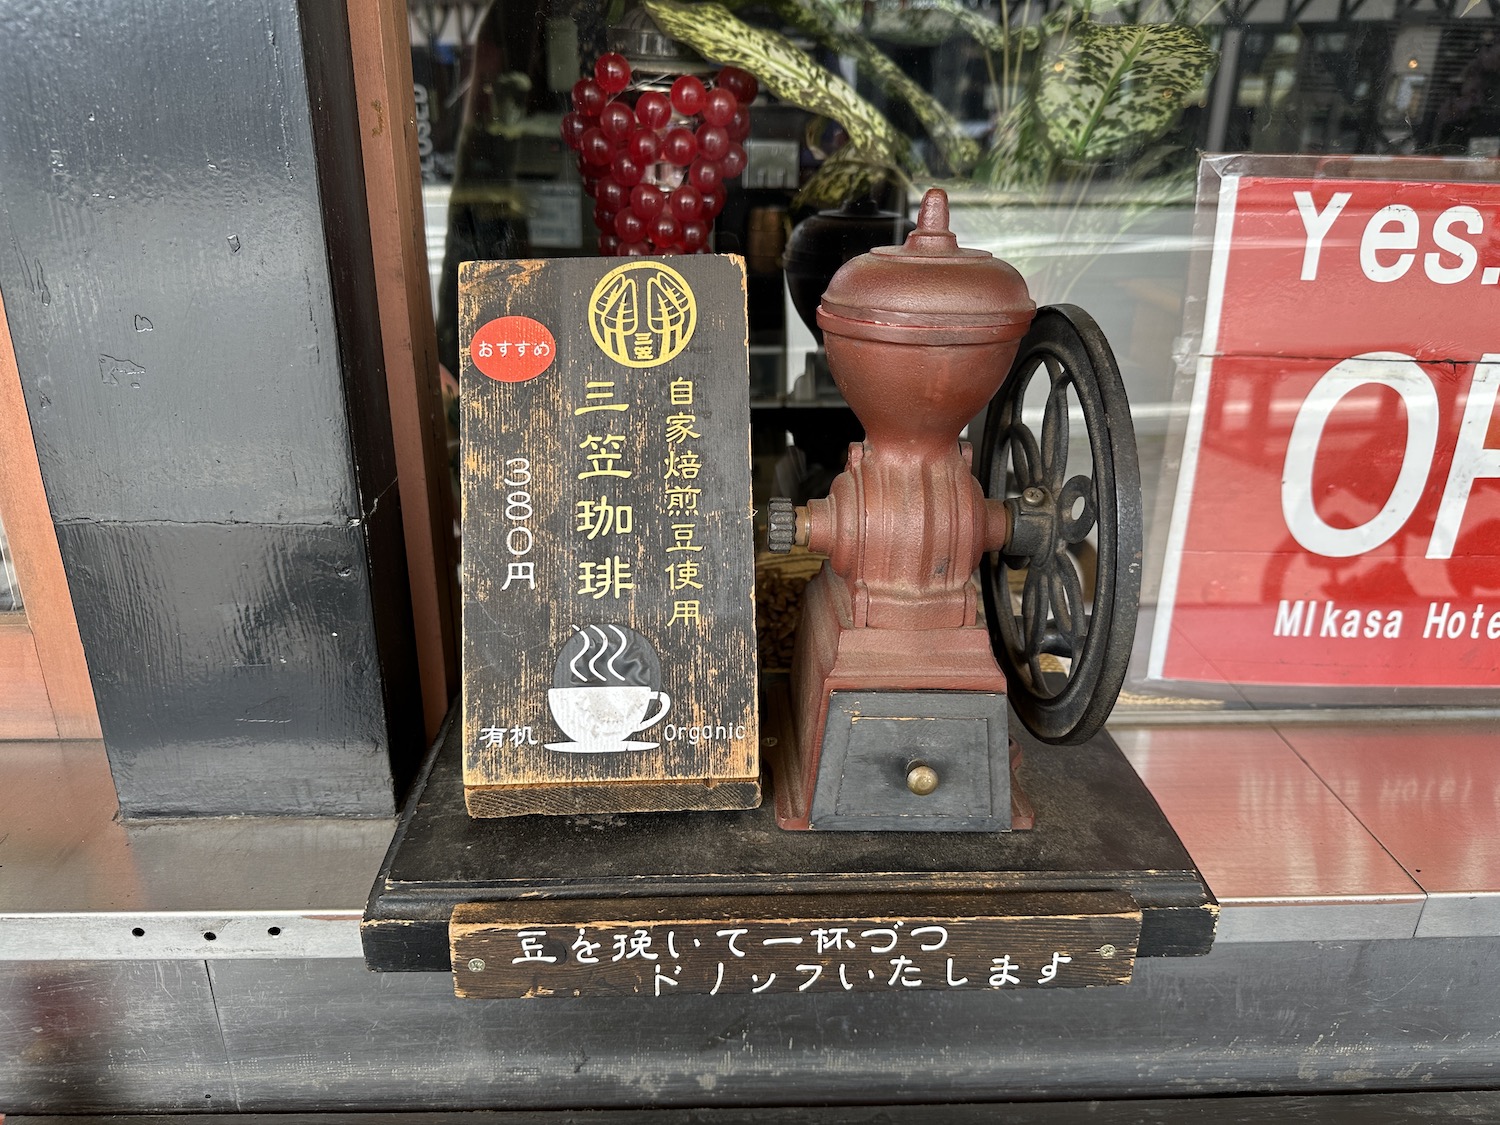 おすすめ
三笠
自家焙煎豆使用
三笠珈琲
380円
有机
Organic
豆を挽いて一杯づつ
ドリップいたします
Yes.
MIkasa Hote